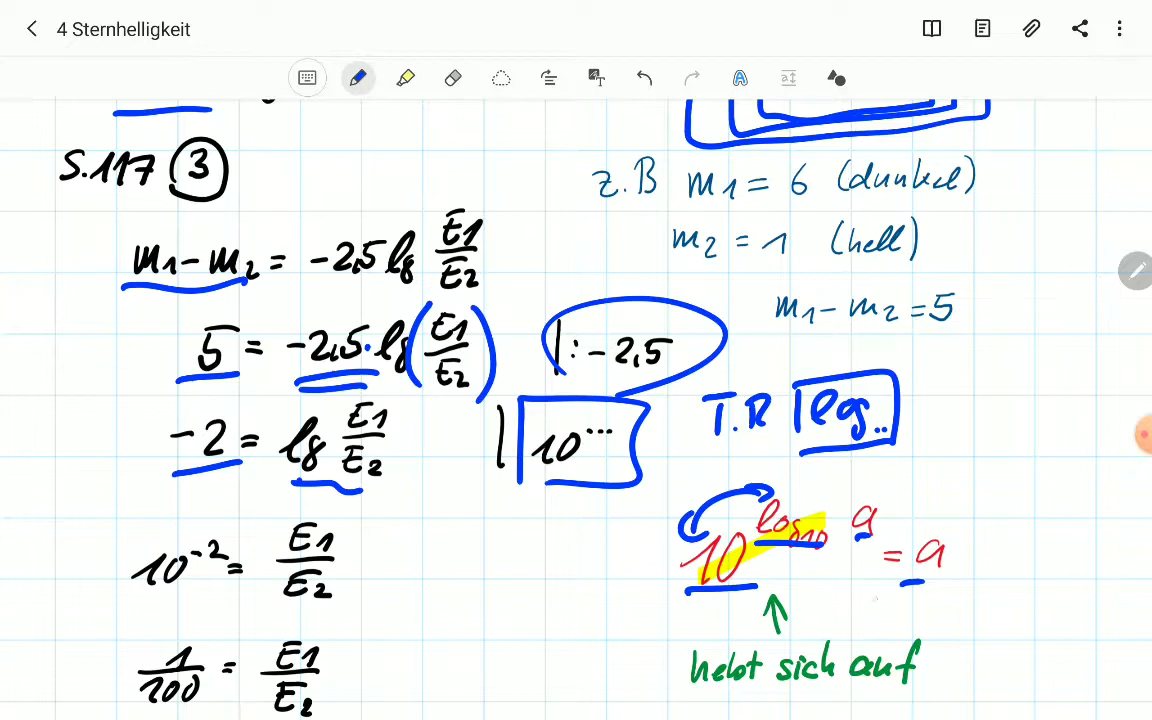 4 Sternhelligkeit
S.117 3
m1 - m2 = -2,5 lg E1/E2
5 = -2,5 · lg (E1/E2) | : -2,5
-2 = lg E1/E2 | 10^...
10^-2 = E1/E2
1/100 = E1/E2
z.B m1 = 6 (dunkel)
m2 = 1 (hell)
m1 - m2 = 5
T.R log..
10^log10 a = a
hebt sich auf